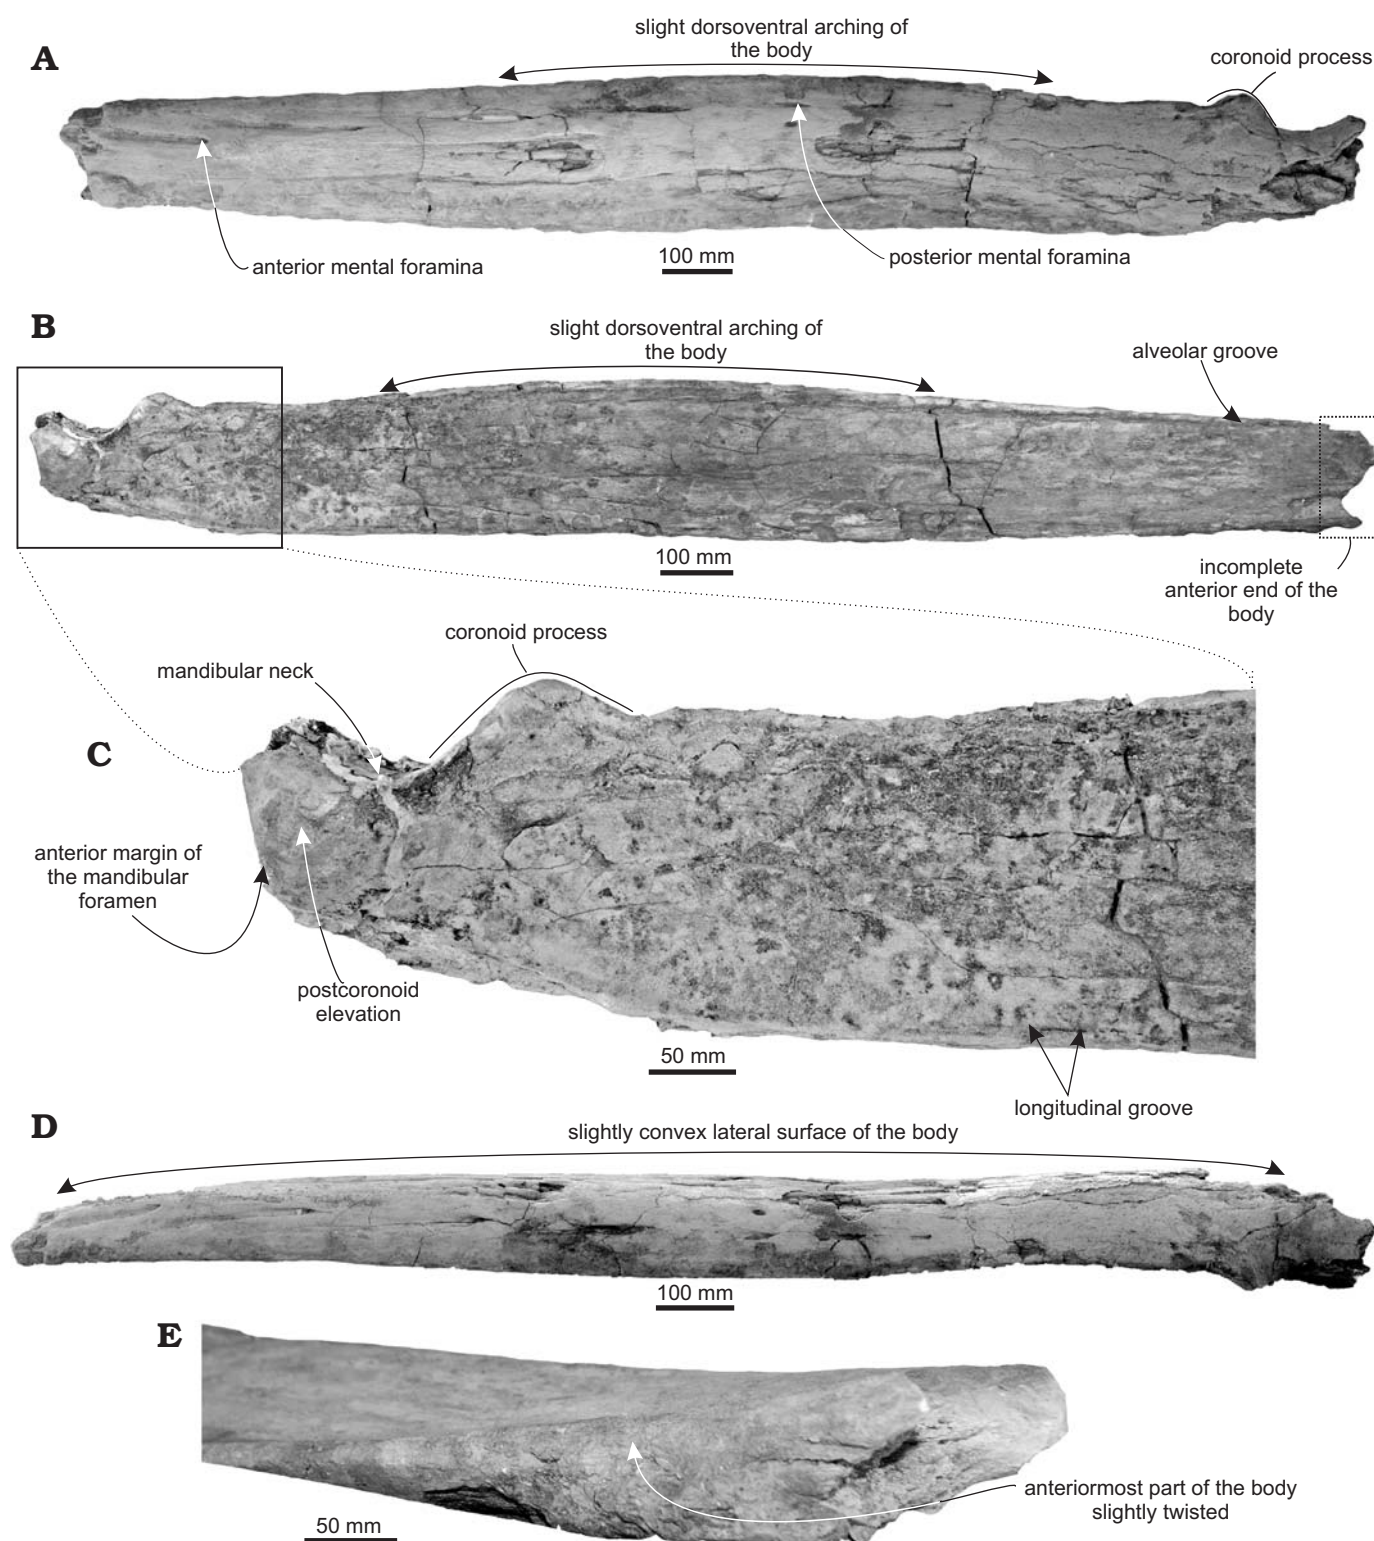 A
slight dorsoventral arching of
the body
coronoid process
anterior mental foramina
100 mm
posterior mental foramina
B
slight dorsoventral arching of
the body
alveolar groove
100 mm
incomplete
anterior end of the
body
coronoid process
mandibular neck
C
anterior margin of
the mandibular
foramen
postcoronoid
elevation
50 mm
longitudinal groove
D
slightly convex lateral surface of the body
100 mm
E
anteriormost part of the body
slightly twisted
50 mm